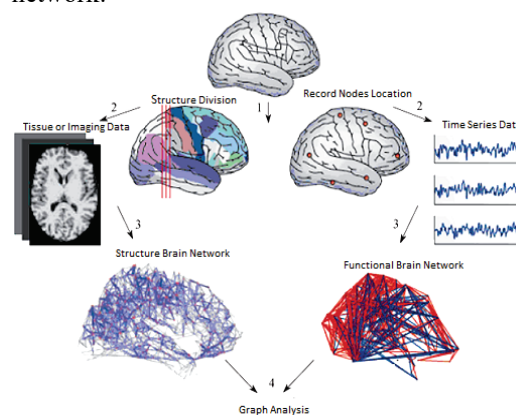 network.
Structure Division
1
Record Nodes Location
2
2
Tissue or Imaging Data
Time Series Dat
3
3
Structure Brain Network
Functional Brain Network
4
Graph Analysis